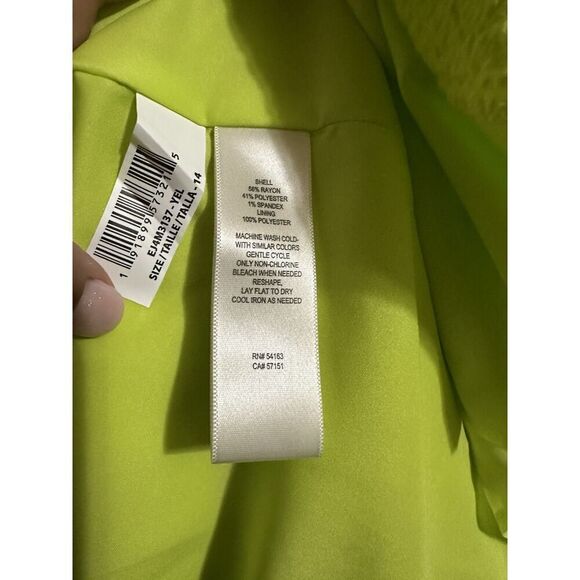 EJ4M3137 - YEL
SIZE / TAILLE / TALLA - 14
SHELL
56% RAYON
41% POLYESTER
1% SPANDEX
LINING
100% POLYESTER
MACHINE WASH COLD-
WITH SIMILAR COLORS
GENTLE CYCLE
ONLY NON-CHLORINE
BLEACH WHEN NEEDED
RESHAPE,
LAY FLAT TO DRY
COOL IRON AS NEEDED
RN# 54163
CA# 57151